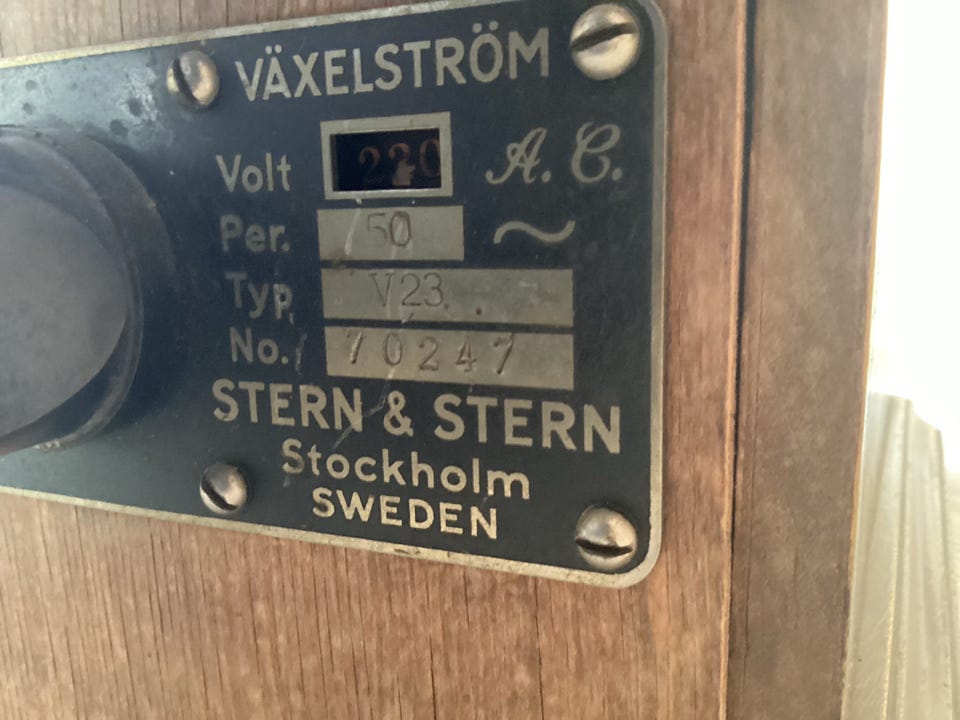 VÄXELSTRÖM
Volt 220 A.C.
Per. 50 ~
Typ V23.
No. 70247
STERN & STERN
Stockholm
SWEDEN